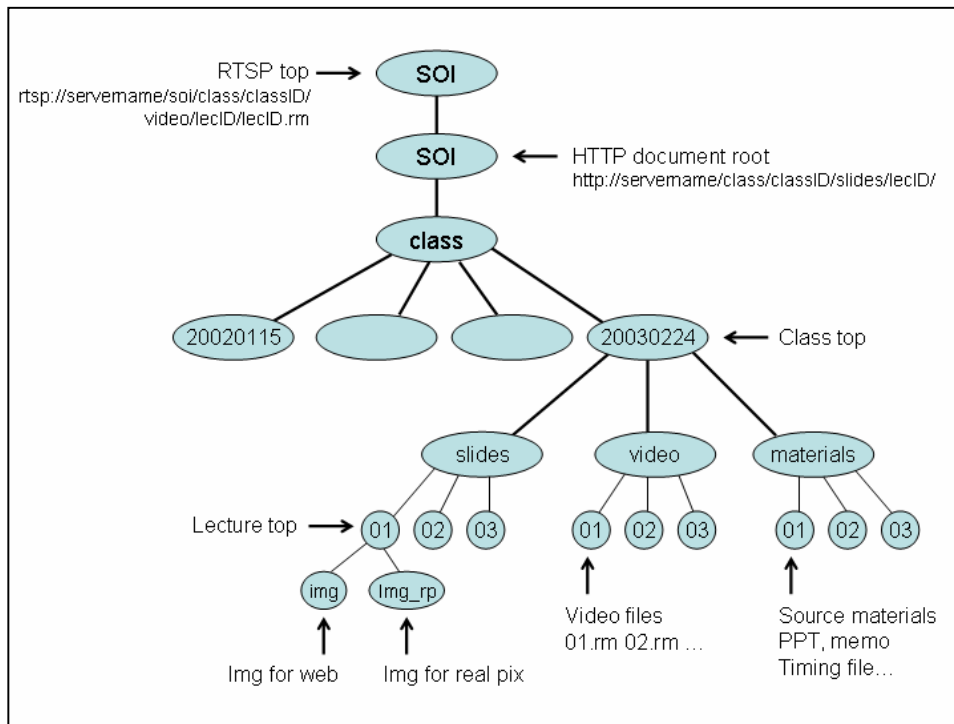 SOI
RTSP top
rtsp://servername/soi/class/classID/
video/lecID/lecID.rm
SOI
HTTP document root
http://servername/class/classID/slides/lecID/
class
20020115
20030224
Class top
slides
video
materials
Lecture top
01
02
03
01
02
03
01
02
03
img
Img_rp
Video files
01.rm 02.rm ...
Source materials
PPT, memo
Timing file...
Img for web
Img for real pix